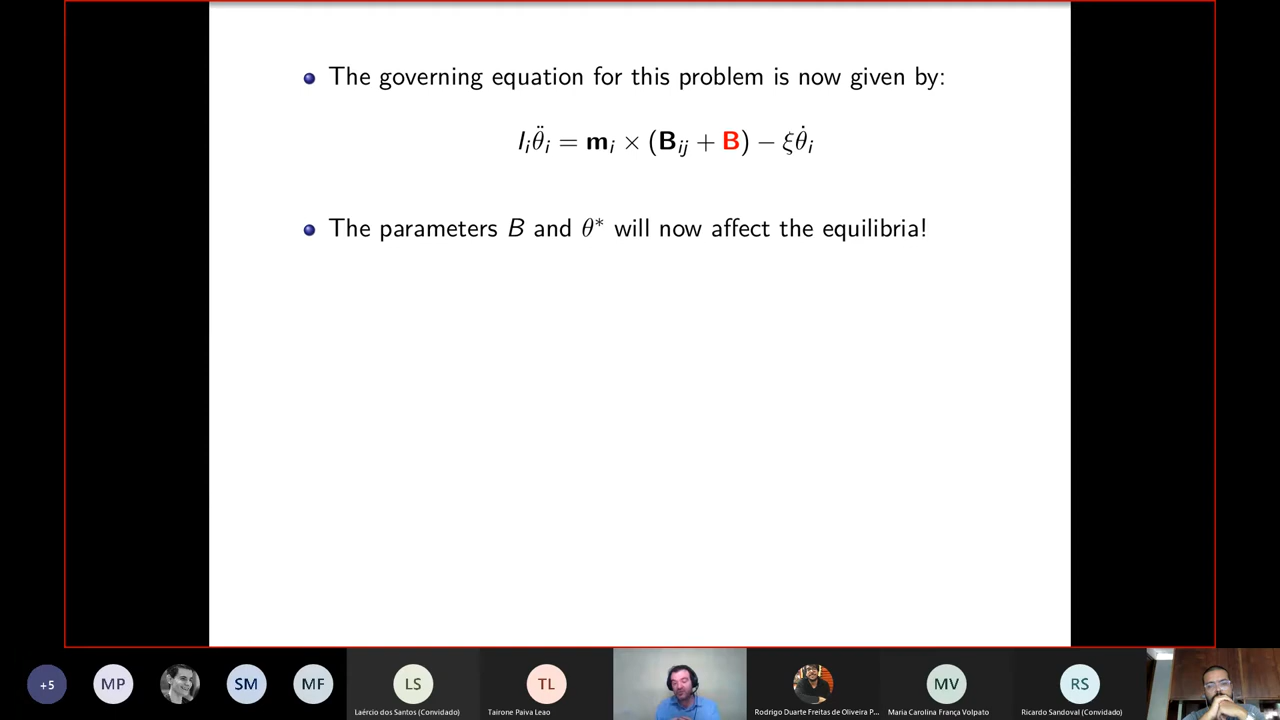 The governing equation for this problem is now given by:
I_i θ̈_i = m_i × (B_ij + B) − ξθ̇_i
The parameters B and θ* will now affect the equilibria!
+5
MP
SM
MF
LS
TL
MV
RS
Laércio dos Santos (Convidado)
Tairone Paiva Leao
Rodrigo Duarte Freitas de Oliveira P...
Maria Carolina França Volpato
Ricardo Sandoval (Convidado)